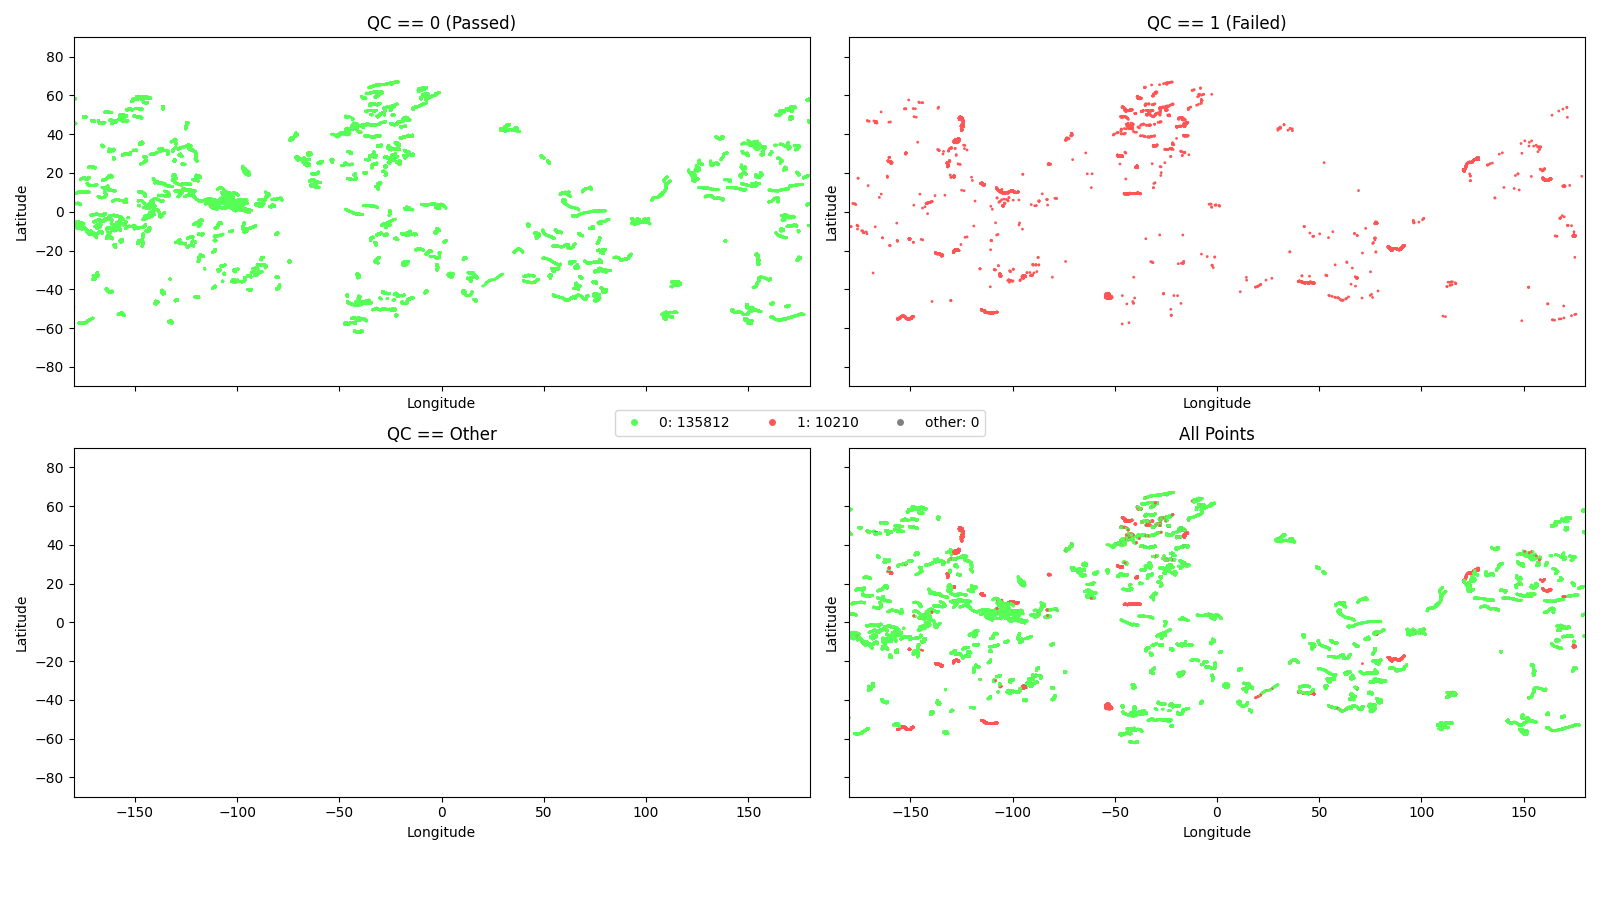 QC == 0 (Passed)
QC == 1 (Failed)
80
60
40
20
0
−20
−40
−60
−80
Latitude
Latitude
Longitude
Longitude
0: 135812
1: 10210
other: 0
QC == Other
All Points
80
60
40
20
0
−20
−40
−60
−80
Latitude
Latitude
−150
−100
−50
0
50
100
150
−150
−100
−50
0
50
100
150
Longitude
Longitude